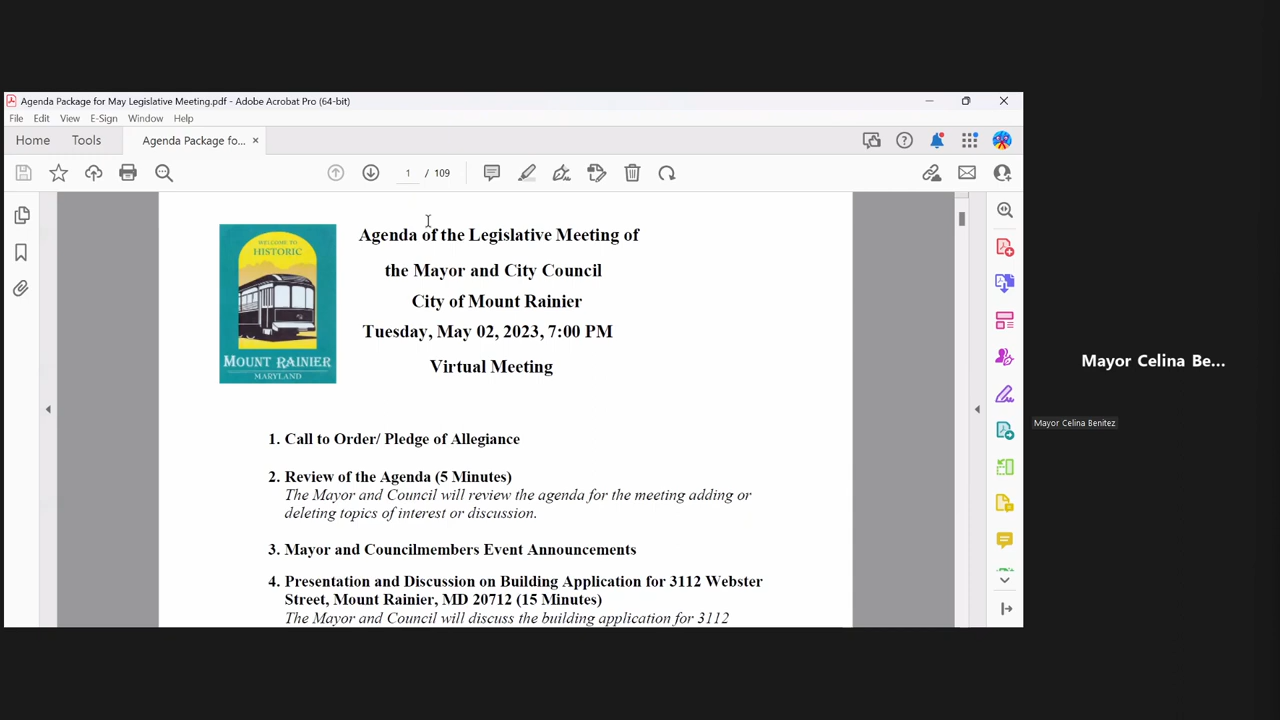 Agenda Package for May Legislative Meeting.pdf - Adobe Acrobat Pro (64-bit)
File Edit View E-Sign Window Help
Home Tools Agenda Package fo... ×
1 / 109
WELCOME TO
HISTORIC
MOUNT RAINIER
MARYLAND
Agenda of the Legislative Meeting of
the Mayor and City Council
City of Mount Rainier
Tuesday, May 02, 2023, 7:00 PM
Virtual Meeting
1. Call to Order/ Pledge of Allegiance
2. Review of the Agenda (5 Minutes)
The Mayor and Council will review the agenda for the meeting adding or
deleting topics of interest or discussion.
3. Mayor and Councilmembers Event Announcements
4. Presentation and Discussion on Building Application for 3112 Webster
Street, Mount Rainier, MD 20712 (15 Minutes)
The Mayor and Council will discuss the building application for 3112
Mayor Celina Be...
Mayor Celina Benitez